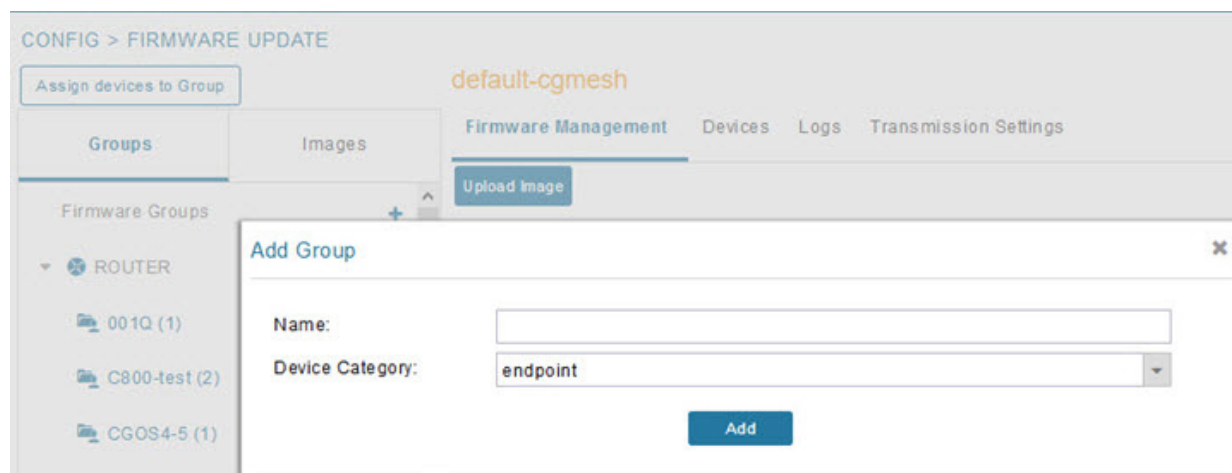 CONFIG > FIRMWARE UPDATE
Assign devices to Group
default-cgmesh
Groups
Images
Firmware Management
Devices
Logs
Transmission Settings
Upload Image
Firmware Groups
ROUTER
001Q (1)
C800-test (2)
CGOS4-5 (1)
Add Group
Name:
Device Category:
endpoint
Add